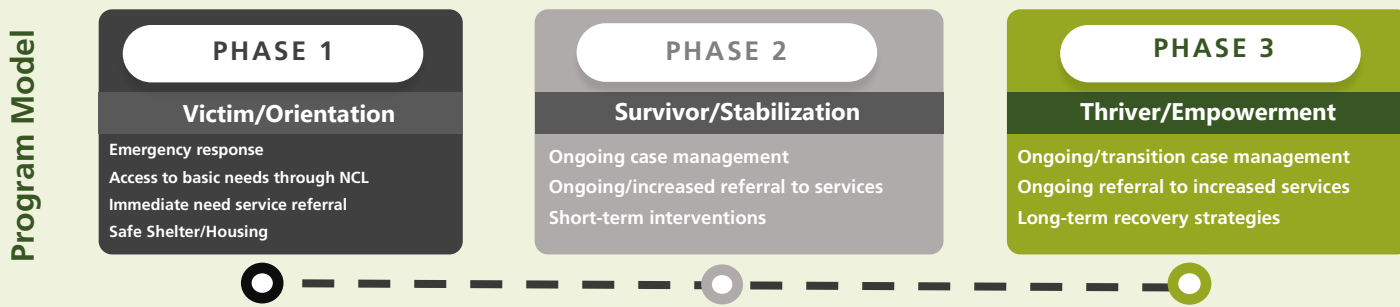 Program Model
PHASE 1
Victim/Orientation
Emergency response
Access to basic needs through NCL
Immediate need service referral
Safe Shelter/Housing
PHASE 2
Survivor/Stabilization
Ongoing case management
Ongoing/increased referral to services
Short-term interventions
PHASE 3
Thriver/Empowerment
Ongoing/transition case management
Ongoing referral to increased services
Long-term recovery strategies